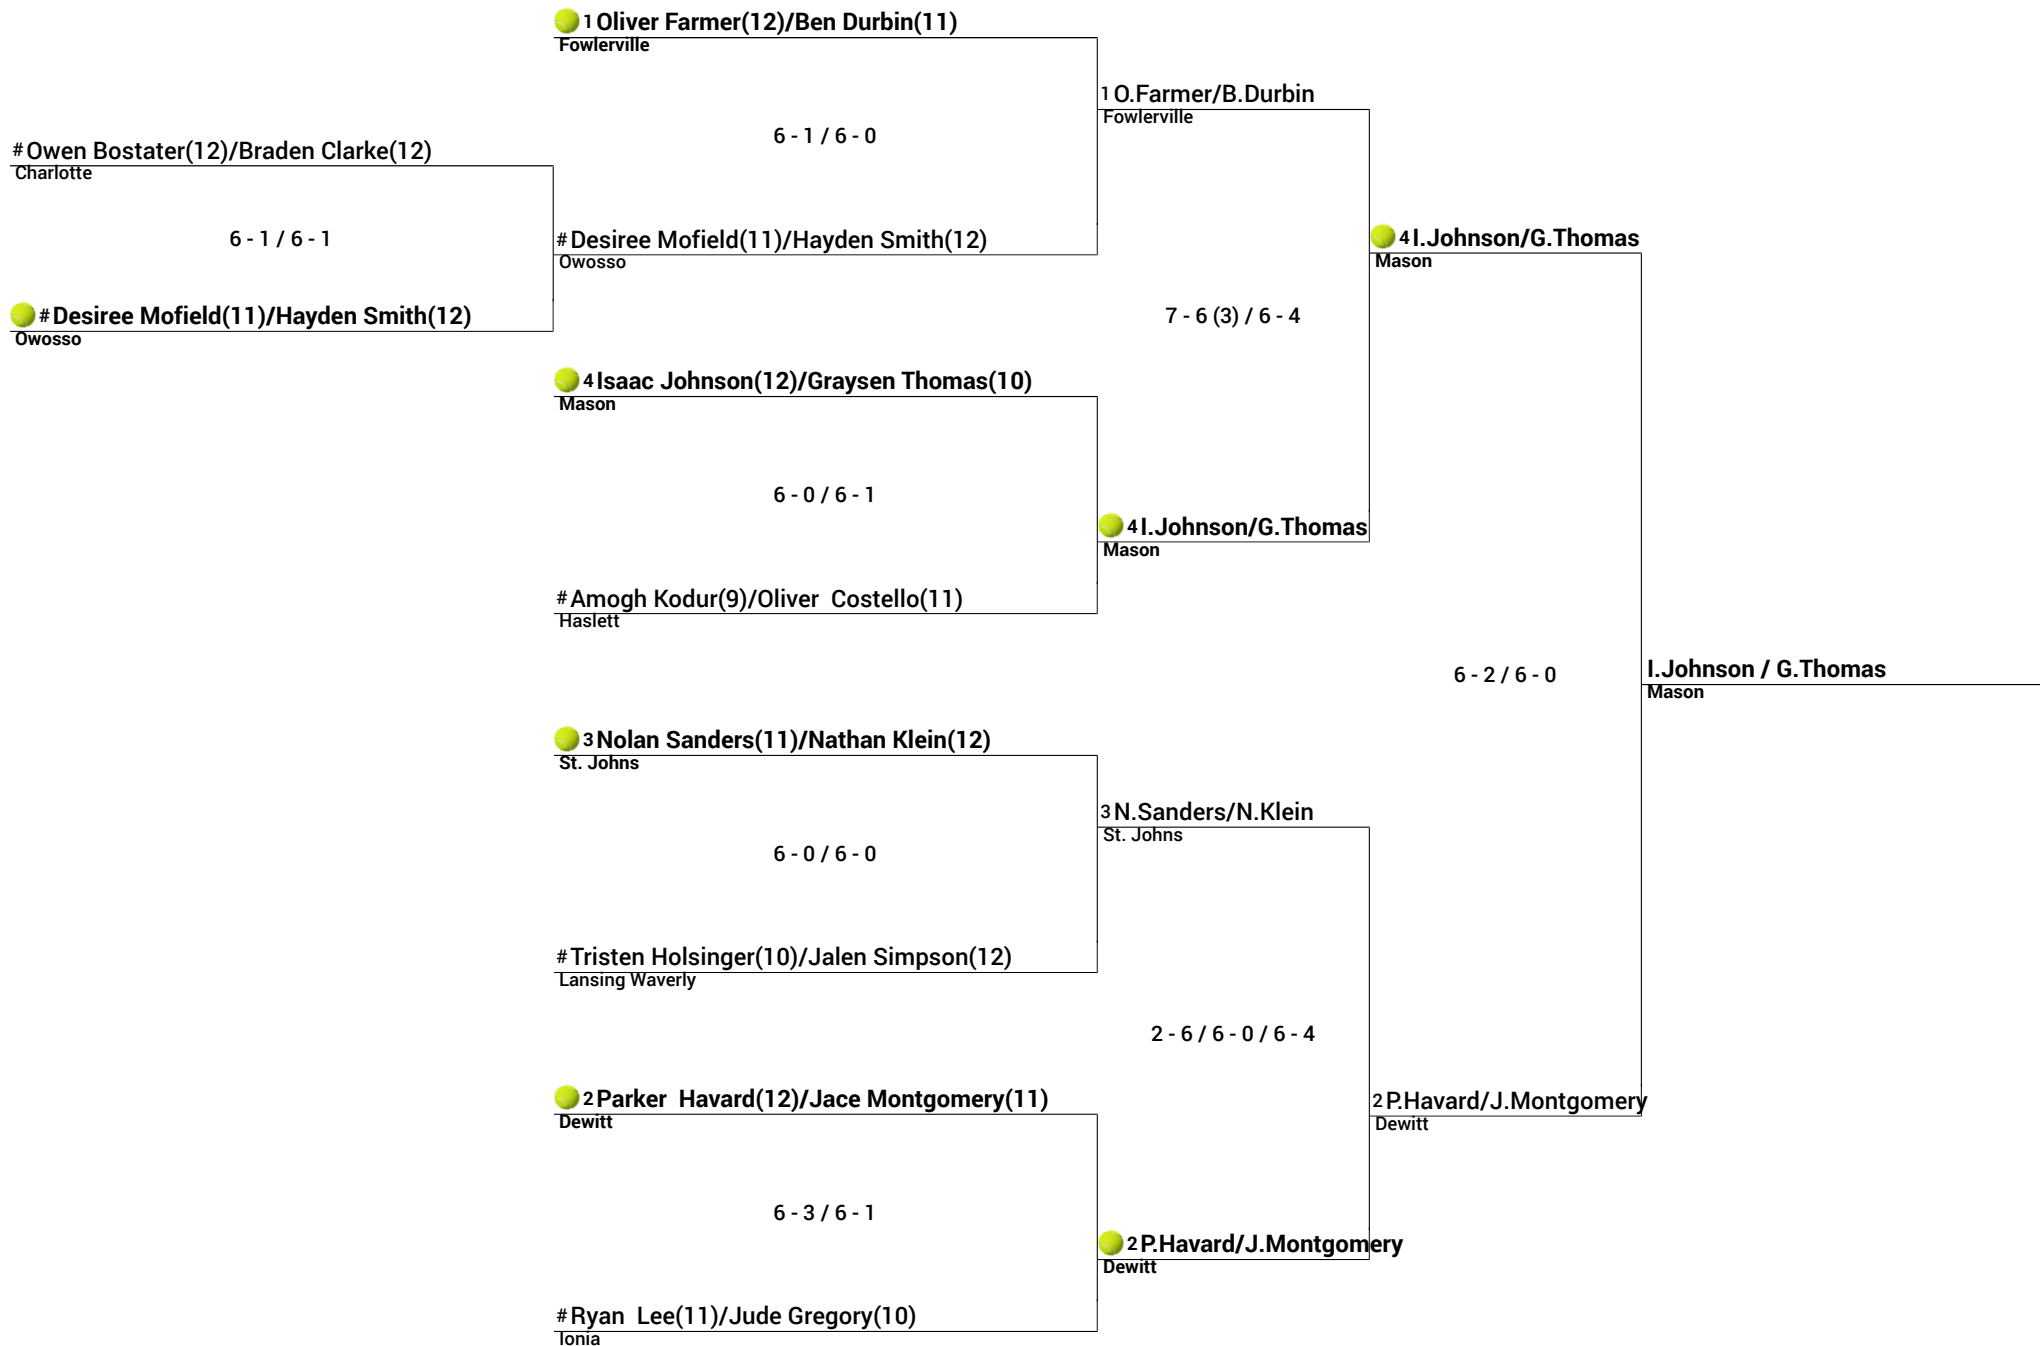 1 Oliver Farmer(12)/Ben Durbin(11)
Fowlerville
1 O.Farmer/B.Durbin
Fowlerville
6 - 1 / 6 - 0
# Owen Bostater(12)/Braden Clarke(12)
Charlotte
6 - 1 / 6 - 1
# Desiree Mofield(11)/Hayden Smith(12)
Owosso
4 I.Johnson/G.Thomas
Mason
# Desiree Mofield(11)/Hayden Smith(12)
Owosso
7 - 6 (3) / 6 - 4
4 Isaac Johnson(12)/Graysen Thomas(10)
Mason
6 - 0 / 6 - 1
4 I.Johnson/G.Thomas
Mason
# Amogh Kodur(9)/Oliver  Costello(11)
Haslett
6 - 2 / 6 - 0
I.Johnson / G.Thomas
Mason
3 Nolan Sanders(11)/Nathan Klein(12)
St. Johns
3 N.Sanders/N.Klein
St. Johns
6 - 0 / 6 - 0
# Tristen Holsinger(10)/Jalen Simpson(12)
Lansing Waverly
2 - 6 / 6 - 0 / 6 - 4
2 Parker  Havard(12)/Jace Montgomery(11)
Dewitt
2 P.Havard/J.Montgomery
Dewitt
6 - 3 / 6 - 1
2 P.Havard/J.Montgomery
Dewitt
# Ryan  Lee(11)/Jude Gregory(10)
Ionia